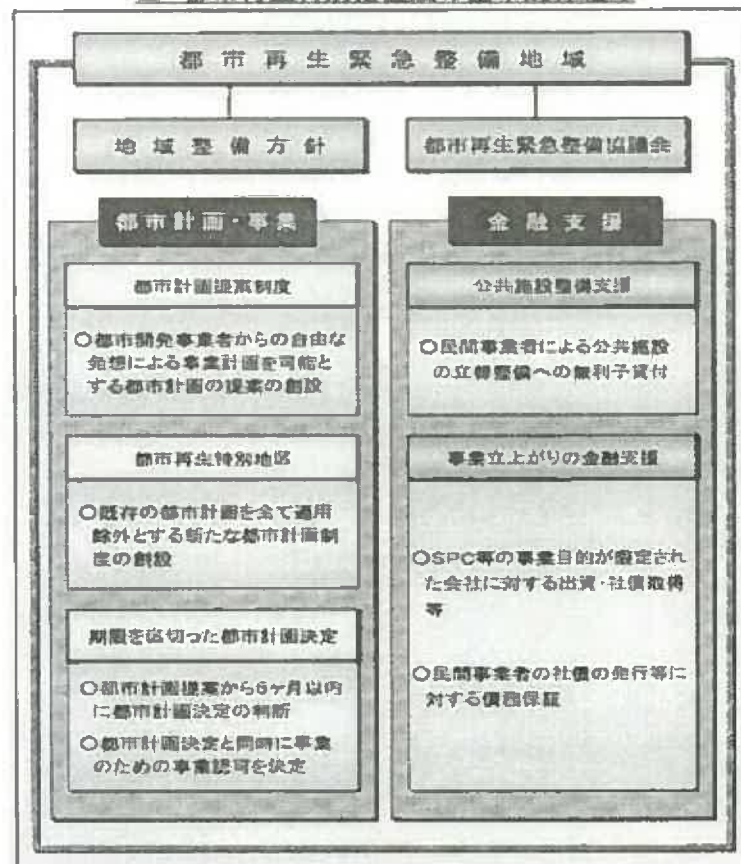 都市再生緊急整備地域
地域整備方針
都市再生緊急整備協議会
都市計画・事業
都市計画提案制度
○都市開発事業者からの自由な
発想による事業計画を可能と
する都市計画の提案の創設
都市再生特別地区
○既存の都市計画を全て適用
除外とする新たな都市計画制
度の創設
期限を区切った都市計画決定
○都市計画提案から6ヶ月以内
に都市計画決定の判断
○都市計画決定と同時に事業
のための事業認可を決定
金融支援
公共施設整備支援
○民間事業者による公共施設
の立替整備への無利子貸付
事業立上がりの金融支援
○SPC等の事業目的が限定され
た会社に対する出資・社債取得
等
○民間事業者の社債の発行等に
対する債務保証